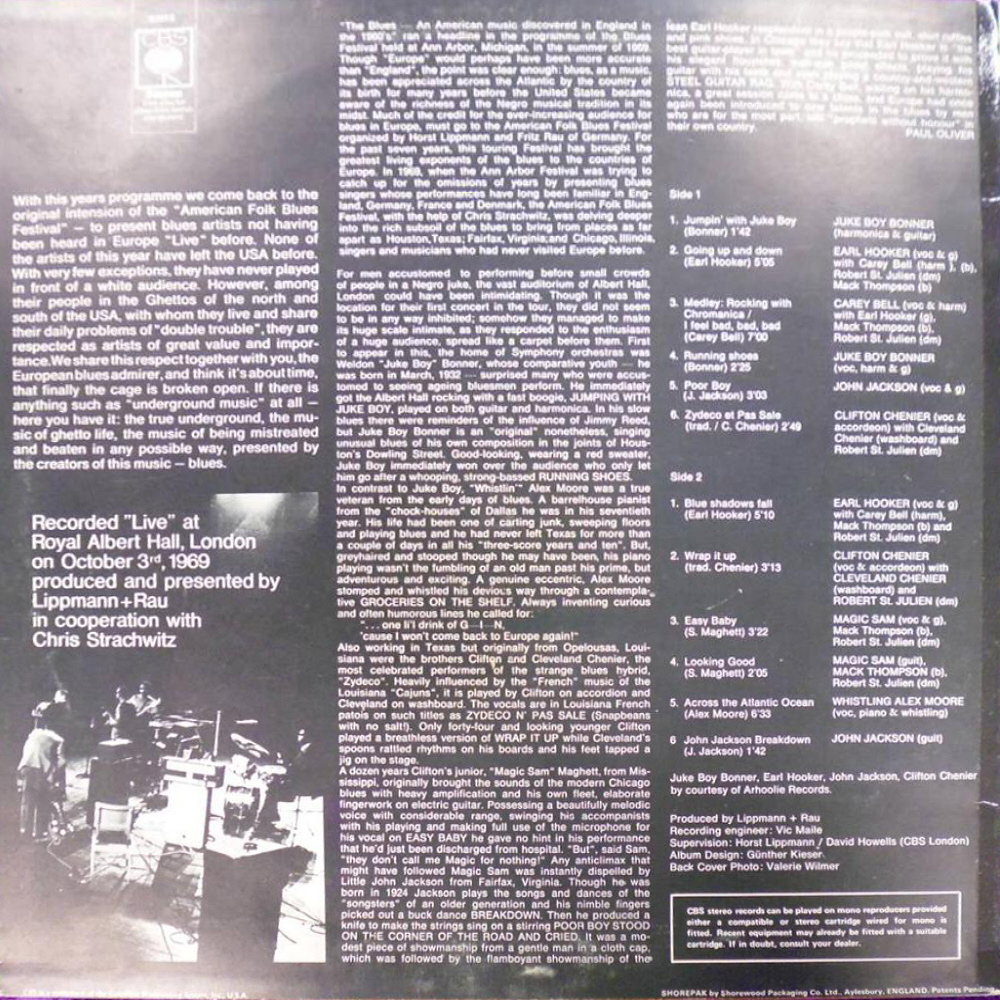 CBS
With this years programme we come back to the
original intension of the "American Folk Blues
Festival" – to present blues artists not having
been heard in Europe "Live" before. None of
the artists of this year have left the USA before.
With very few exceptions, they have never played
in front of a white audience. However, among
their people in the Ghettos of the north and
south of the USA, with whom they live and share
their daily problems of "double trouble", they are
respected as artists of great value and impor-
tance. We share this respect together with you, the
European blues admirer, and think it's about time,
that finally the cage is broken open. If there is
anything such as "underground music" at all –
here you have it: the true underground, the mu-
sic of ghetto life, the music of being mistreated
and beaten in any possible way, presented by
the creators of this music – blues.
Recorded "Live" at
Royal Albert Hall, London
on October 3rd, 1969
produced and presented by
Lippmann+Rau
in cooperation with
Chris Strachwitz
"The Blues – An American music discovered in England in
the 1960's" ran a headline in the programme of the Blues
Festival held at Ann Arbor, Michigan, in the summer of 1969.
Though "Europe" would perhaps have been more accurate
than "England", the point was clear enough: blues, as a music,
has been appreciated across the Atlantic by the country of
its birth for many years before the United States became
aware of the richness of the Negro musical tradition in its
midst. Much of the credit for the ever-increasing audience for
blues in Europe, must go to the American Folk Blues Festival
organized by Horst Lippmann and Fritz Rau of Germany. For
the past seven years, this touring Festival has brought the
greatest living exponents of the blues to the countries of
Europe. In 1969, when the Ann Arbor Festival was trying to
catch up for the omissions of years by presenting blues
singers whose performances have long been familiar in Eng-
land, Germany, France and Denmark, the American Folk Blues
Festival, with the help of Chris Strachwitz, was delving deeper
into the rich subsoil of the blues to bring from places as far
apart as Houston, Texas; Fairfax, Virginia; and Chicago, Illinois,
singers and musicians who had never visited Europe before.
For men accustomed to performing before small crowds
of people in a Negro juke, the vast auditorium of Albert Hall,
London could have been intimidating. Though it was the
location for their first concert in the tour, they did not seem
to be in any way inhibited; somehow they managed to make
its huge scale intimate, as they responded to the enthusiasm
of a huge audience, spread like a carpet before them. First
to appear in this, the home of Symphony orchestras was
Weldon "Juke Boy" Bonner, whose comparative youth – he
was born in March, 1932 – surprised many who were accus-
tomed to seeing ageing bluesmen perform. He immediately
got the Albert Hall rocking with a fast boogie, JUMPING WITH
JUKE BOY, played on both guitar and harmonica. In his slow
blues there were reminders of the influence of Jimmy Reed,
but Juke Boy Bonner is an "original" nonetheless, singing
unusual blues of his own composition in the joints of Hous-
ton's Dowling Street. Good-looking, wearing a red sweater,
Juke Boy immediately won over the audience who only let
him go after a whooping, strong-bassed RUNNING SHOES.
In contrast to Juke Boy, "Whistlin'" Alex Moore was a true
veteran from the early days of blues. A barrelhouse pianist
from the "chock-houses" of Dallas he was in his seventieth
year. His life had been one of carting junk, sweeping floors
and playing blues and he had never left Texas for more than
a couple of days in all his "three-score years and ten". But,
greyhaired and stooped though he may have been, his piano
playing wasn't the fumbling of an old man past his prime, but
adventurous and exciting. A genuine eccentric, Alex Moore
stomped and whistled his devious way through a contempla-
tive GROCERIES ON THE SHELF. Always inventing curious
and often humorous lines he called for:
"... one li'l drink of G–I–N,
'cause I won't come back to Europe again!"
Also working in Texas but originally from Opelousas, Loui-
siana were the brothers Clifton and Cleveland Chenier, the
most celebrated performers of the strange blues hybrid,
"Zydeco". Heavily influenced by the "French" music of the
Louisiana "Cajuns", it is played by Clifton on accordion and
Cleveland on washboard. The vocals are in Louisiana French
patois on such titles as ZYDECO N' PAS SALE (Snapbeans
with no salt!). Only forty-four and looking younger Clifton
played a breathless version of WRAP IT UP while Cleveland's
spoons rattled rhythms on his boards and his feet tapped a
jig on the stage.
A dozen years Clifton's junior, "Magic Sam" Maghett, from Mis-
sissippi, originally brought the sounds of the modern Chicago
blues with heavy amplification and his own fleet, elaborate
fingerwork on electric guitar. Possessing a beautifully melodic
voice with considerable range, swinging his accompanists
with his playing and making full use of the microphone for
his vocal on EASY BABY he gave no hint in his performance
that he'd just been discharged from hospital. "But", said Sam,
"they don't call me Magic for nothing!" Any anticlimax that
might have followed Magic Sam was instantly dispelled by
Little John Jackson from Fairfax, Virginia. Though he was
born in 1924 Jackson plays the songs and dances of the
"songsters" of an older generation and his nimble fingers
picked out a buck dance BREAKDOWN. Then he produced a
knife to make the strings sing on a stirring POOR BOY STOOD
ON THE CORNER OF THE ROAD AND CRIED. It was a mo-
dest piece of showmanship from a gentle man in a cloth cap,
which was followed by the flamboyant showmanship of the
lean Earl Hooker
and pink shoes. In Chicago they say that Earl Hooker is "the
best guitar player in town" and to prove it with
his elegant
guitar with his teeth and
STEEL GUITAR RAG. With Carey Bell, wailing on his harmo-
nica, a great session came to a close and Europe had once
again been introduced to new facets of the blues by men
who are for the most part, still "prophets without honour" in
their own country.
PAUL OLIVER
Side 1
1. Jumpin' with Juke Boy JUKE BOY BONNER
(Bonner) 1'42 (harmonica & guitar)
2. Going up and down EARL HOOKER (voc & g)
(Earl Hooker) 5'05 with Carey Bell (harm ), (b),
Robert St. Julien (dm)
Mack Thompson (b)
3. Medley: Rocking with CAREY BELL (voc & harm)
Chromanica / with Earl Hooker (g),
I feel bad, bad, bad Mack Thompson (b),
(Carey Bell) 7'00 Robert St. Julien (dm)
4. Running shoes JUKE BOY BONNER
(Bonner) 2'25 (voc, harm & g)
5. Poor Boy JOHN JACKSON (voc & g)
(J. Jackson) 3'03
6. Zydeco et Pas Sale CLIFTON CHENIER (voc &
(trad. / C. Chenier) 2'49 accordeon) with Cleveland
Chenier (washboard) and
Robert St. Julien (dm)
Side 2
1. Blue shadows fall EARL HOOKER (voc & g)
(Earl Hooker) 5'10 with Carey Bell (harm),
Mack Thompson (b) and
Robert St. Julien (dm)
2. Wrap it up CLIFTON CHENIER
(trad. Chenier) 3'13 (voc & accordeon) with
CLEVELAND CHENIER
(washboard) and
ROBERT ST. JULIEN (dm)
3. Easy Baby MAGIC SAM (voc & g),
(S. Maghett) 3'22 Mack Thompson (b),
Robert St. Julien (dm)
4. Looking Good MAGIC SAM (guit),
(S. Maghett) 2'05 MACK THOMPSON (b),
Robert St. Julien (dm)
5. Across the Atlantic Ocean WHISTLING ALEX MOORE
(Alex Moore) 6'33 (voc, piano & whistling)
6 John Jackson Breakdown JOHN JACKSON (guit)
(J. Jackson) 1'42
Juke Boy Bonner, Earl Hooker, John Jackson, Clifton Chenier
by courtesy of Arhoolie Records.
Produced by Lippmann + Rau
Recording engineer: Vic Maile
Supervision: Horst Lippmann / David Howells (CBS London)
Album Design: Günther Kieser
Back Cover Photo: Valerie Wilmer
CBS stereo records can be played on mono reproducers provided
either a compatible or stereo cartridge wired for mono is
fitted. Recent equipment may already be fitted with a suitable
cartridge. If in doubt, consult your dealer.
SHOREPAK by Shorewood Packaging Co. Ltd., Aylesbury, ENGLAND. Patents Pending